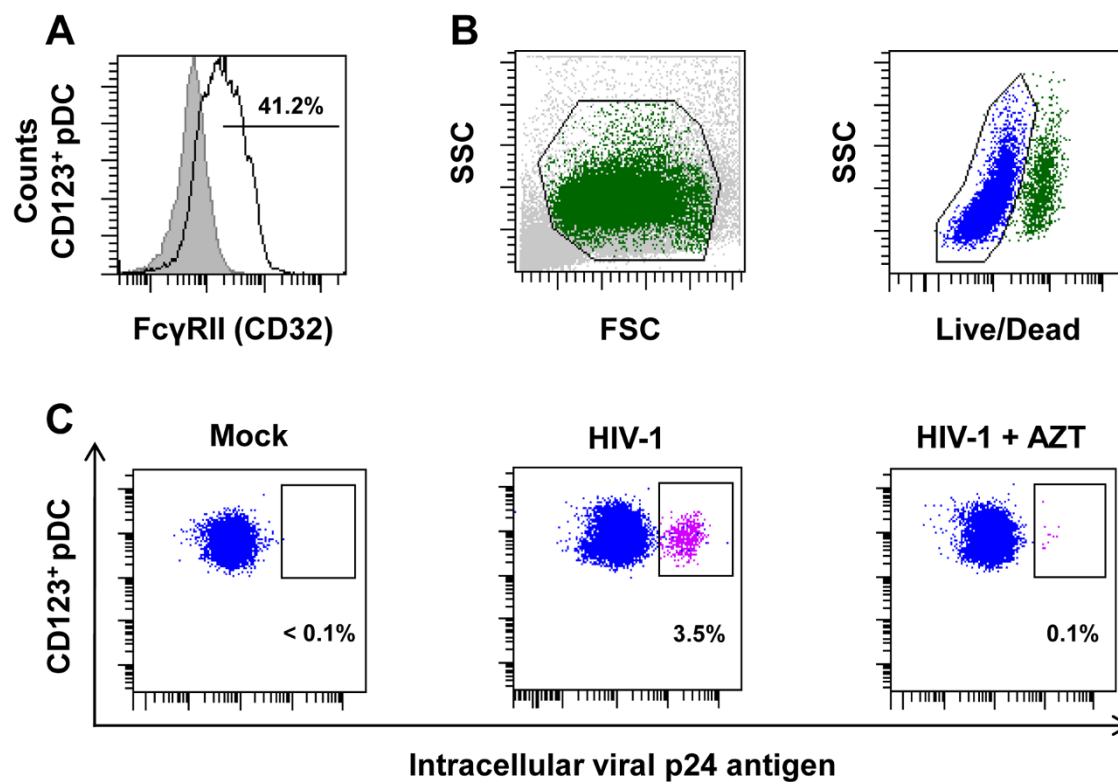 A
41.2%
Counts
CD123⁺ pDC
FcγRII (CD32)
B
SSC
FSC
SSC
Live/Dead
C
Mock
HIV-1
HIV-1 + AZT
CD123⁺ pDC
< 0.1%
3.5%
0.1%
Intracellular viral p24 antigen